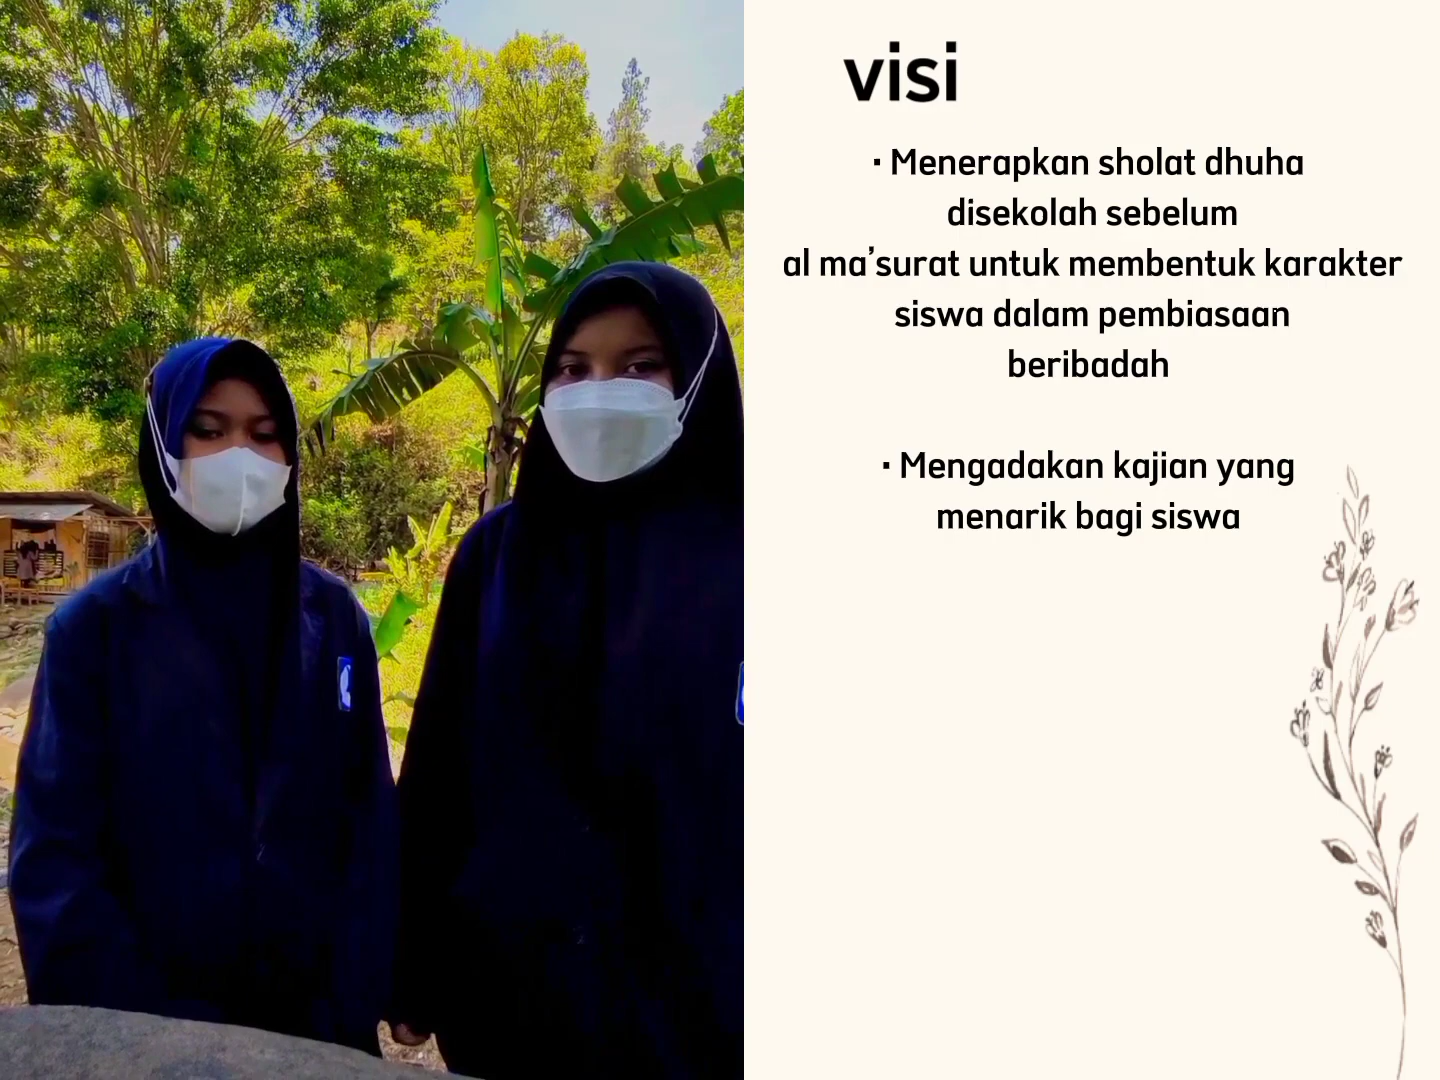 visi
· Menerapkan sholat dhuha
disekolah sebelum
al ma’surat untuk membentuk karakter
siswa dalam pembiasaan
beribadah
· Mengadakan kajian yang
menarik bagi siswa